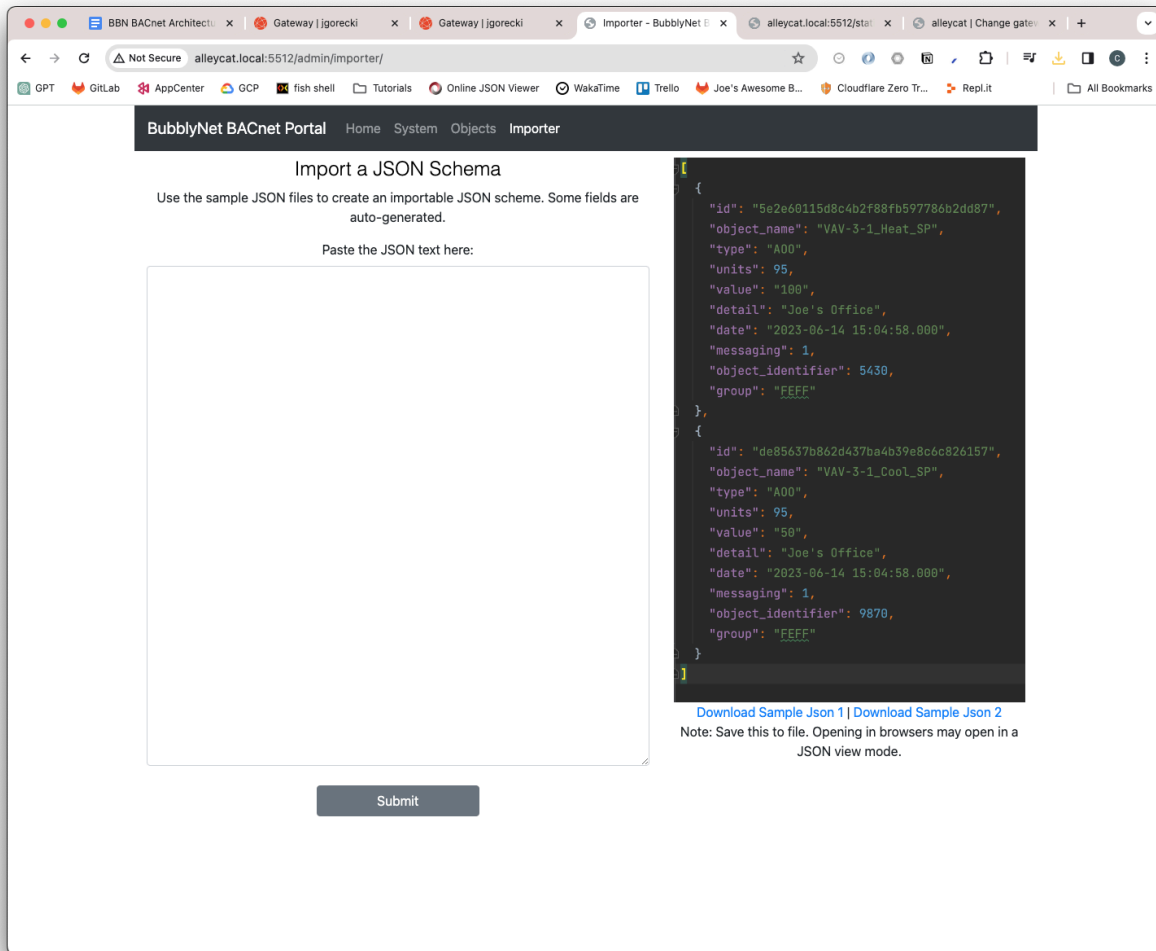 BBN BACnet Architectu
Gateway | jgorecki
Gateway | jgorecki
Importer - BubblyNet B
alleycat.local:5512/stat
alleycat | Change gatew
Not Secure
alleycat.local:5512/admin/importer/
GPT
GitLab
AppCenter
GCP
fish shell
Tutorials
Online JSON Viewer
WakaTime
Trello
Joe's Awesome B...
Cloudflare Zero Tr...
Repl.it
All Bookmarks
BubblyNet BACnet Portal Home System Objects Importer
Import a JSON Schema
Use the sample JSON files to create an importable JSON scheme. Some fields are
auto-generated.
Paste the JSON text here:
Submit
[
{
"id": "5e2e60115d8c4b2f88fb597786b2dd87",
"object_name": "VAV-3-1_Heat_SP",
"type": "AOO",
"units": 95,
"value": "100",
"detail": "Joe's Office",
"date": "2023-06-14 15:04:58.000",
"messaging": 1,
"object_identifier": 5430,
"group": "FEFF"
},
{
"id": "de85637b862d437ba4b39e8c6c826157",
"object_name": "VAV-3-1_Cool_SP",
"type": "AOO",
"units": 95,
"value": "50",
"detail": "Joe's Office",
"date": "2023-06-14 15:04:58.000",
"messaging": 1,
"object_identifier": 9870,
"group": "FEFF"
}
]
Download Sample Json 1 | Download Sample Json 2
Note: Save this to file. Opening in browsers may open in a
JSON view mode.